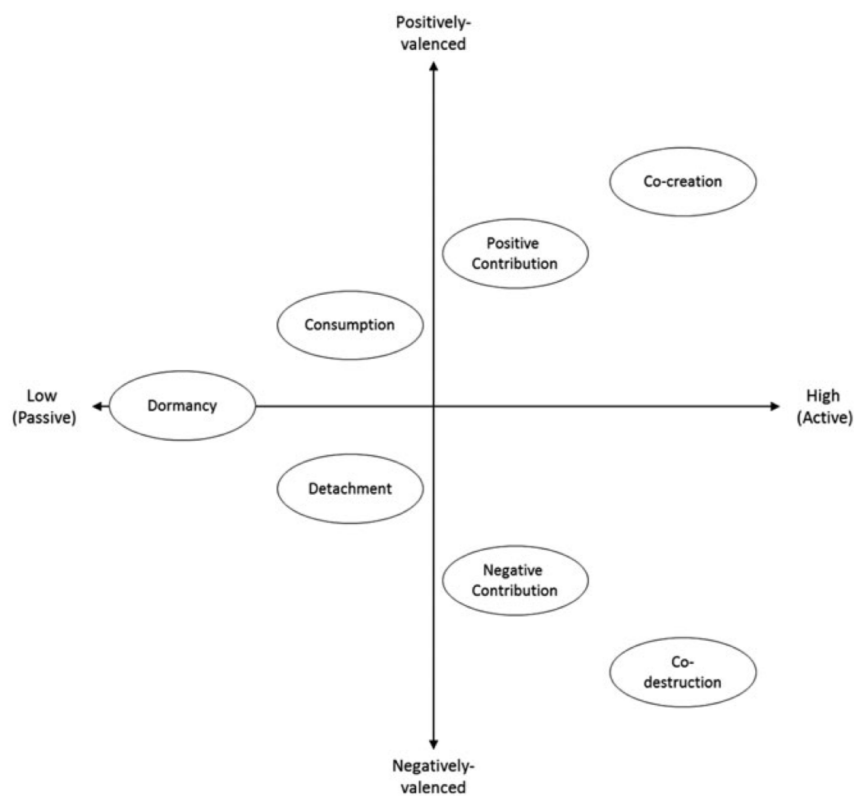 Positively-
valenced
Co-creation
Positive
Contribution
Consumption
Low
(Passive)
Dormancy
High
(Active)
Detachment
Negative
Contribution
Co-
destruction
Negatively-
valenced